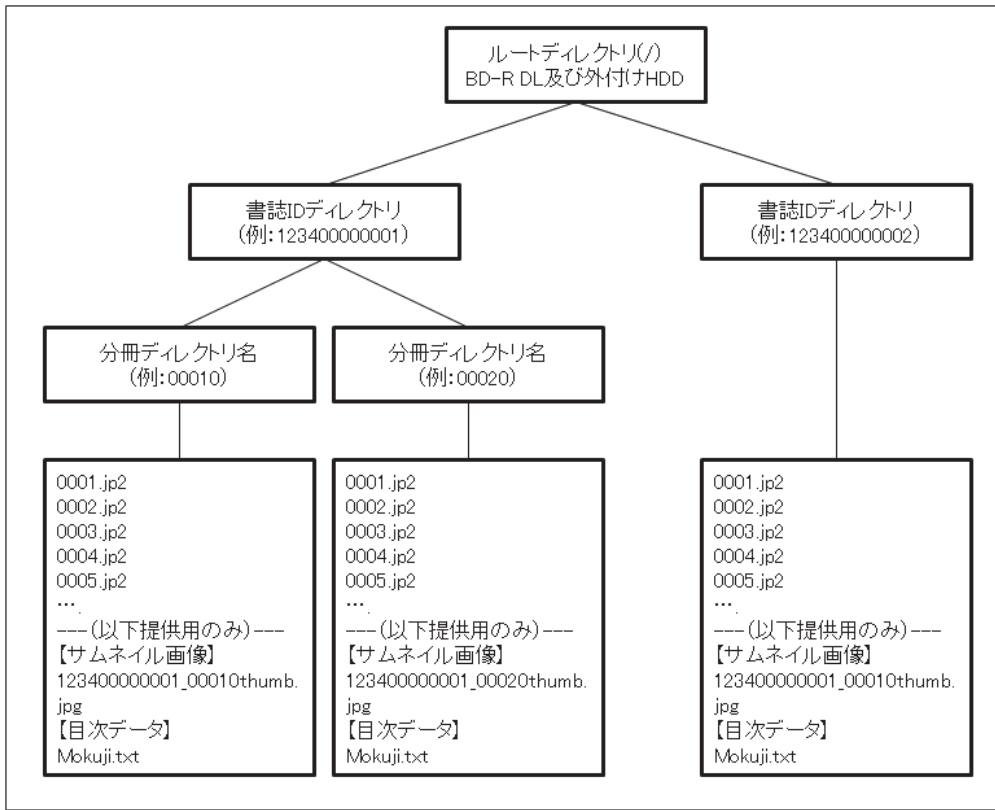 ルートディレクトリ(/)
BD-R DL及び外付けHDD
書誌IDディレクトリ
(例:123400000001)
書誌IDディレクトリ
(例:123400000002)
分冊ディレクトリ名
(例:00010)
分冊ディレクトリ名
(例:00020)
0001.jp2
0002.jp2
0003.jp2
0004.jp2
0005.jp2
….
---(以下提供用のみ)---
【サムネイル画像】
123400000001_00010thumb.
jpg
【目次データ】
Mokuji.txt
0001.jp2
0002.jp2
0003.jp2
0004.jp2
0005.jp2
….
---(以下提供用のみ)---
【サムネイル画像】
123400000001_00020thumb.
jpg
【目次データ】
Mokuji.txt
0001.jp2
0002.jp2
0003.jp2
0004.jp2
0005.jp2
….
---(以下提供用のみ)---
【サムネイル画像】
123400000001_00010thumb.
jpg
【目次データ】
Mokuji.txt